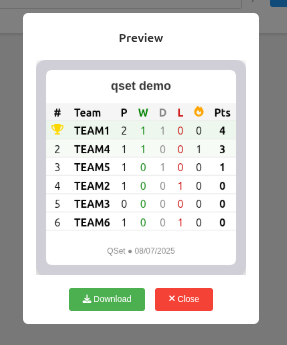 Preview
qset demo
# Team P W D L Pts
TEAM1 2 1 1 0 0 4
2 TEAM4 1 1 0 0 1 3
3 TEAM5 1 0 1 0 0 1
4 TEAM2 1 0 0 1 0 0
5 TEAM3 0 0 0 0 0 0
6 TEAM6 1 0 0 1 0 0
QSet ● 08/07/2025
Download ✕ Close